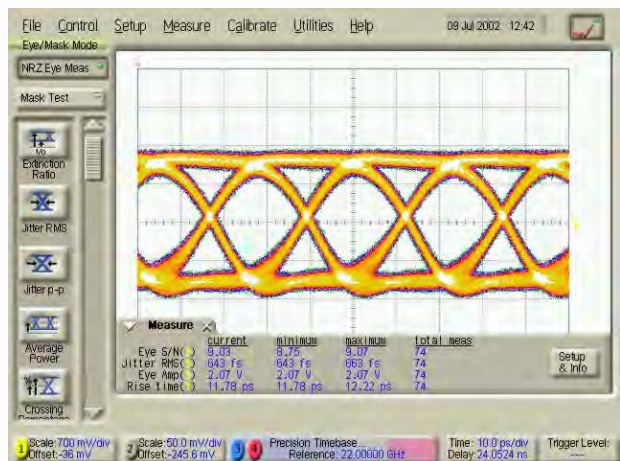 File Control Setup Measure Calibrate Utilities Help 09 Jul 2002 12:42
Eye/Mask Mode
NRZ Eye Meas
Mask Test
Extinction
Ratio
Jitter RMS
Jitter p-p
Average
Power
Crossing
Measure
current minimum maximum total meas
Eye S/N( ) 9.03 8.75 9.07 74
Jitter RMS( ) 643 fs 643 fs 663 fs 74
Eye Amp( ) 2.07 V 2.07 V 2.07 V 74
Rise time( ) 11.78 ps 11.78 ps 12.22 ps 74
Setup
& Info
1 Scale: 700 mV/div
Offset: -36 mV
2 Scale: 50.0 mV/div
Offset: -245.6 mV
3 4
Precision Timebase...
Reference: 22.00000 GHz
Time: 10.0 ps/div
Delay: 24.0524 ns
Trigger Level: